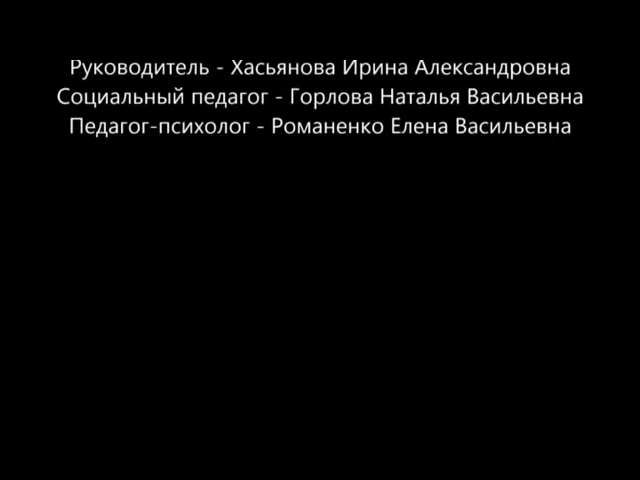 Руководитель - Хасьянова Ирина Александровна
Социальный педагог - Горлова Наталья Васильевна
Педагог-психолог - Романенко Елена Васильевна